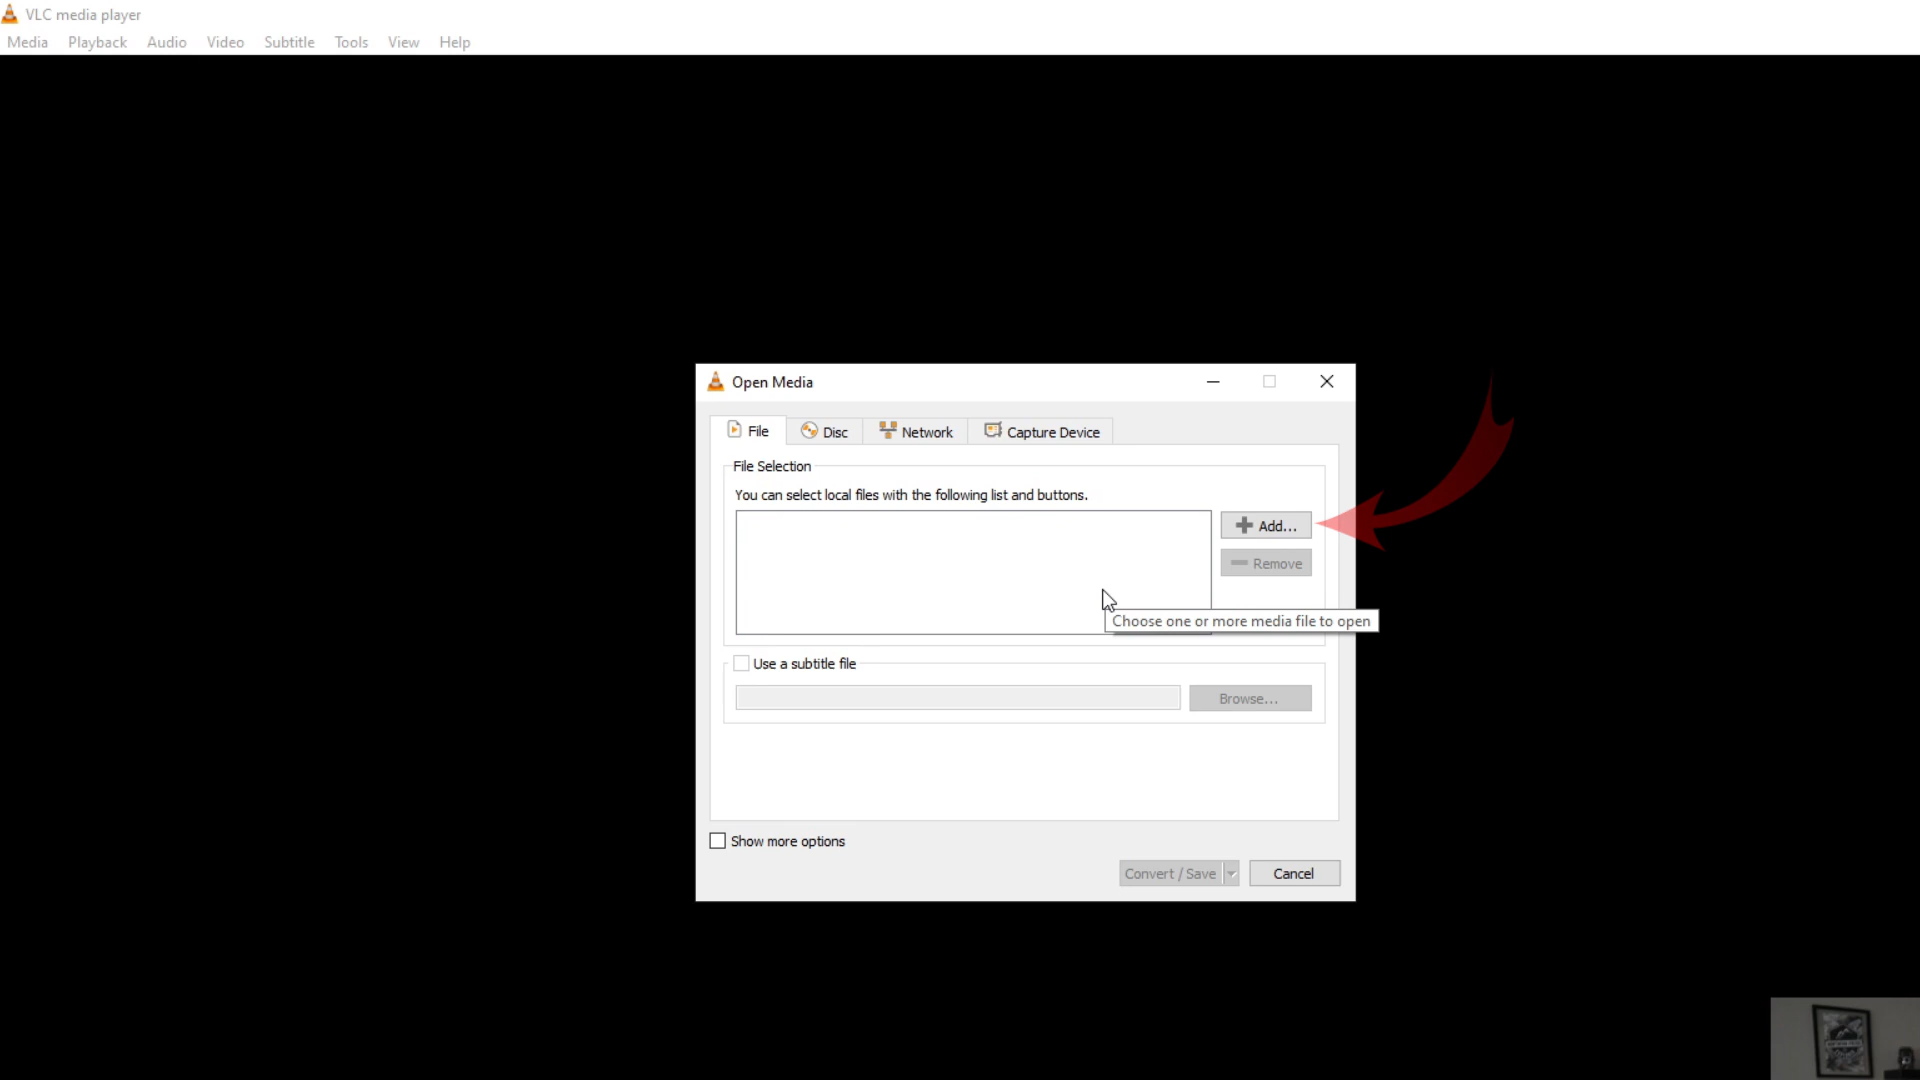 VLC media player
Media Playback Audio Video Subtitle Tools View Help
Open Media
File Disc Network Capture Device
File Selection
You can select local files with the following list and buttons.
Add...
Remove
Choose one or more media file to open
Use a subtitle file
Browse...
Show more options
Convert / Save Cancel